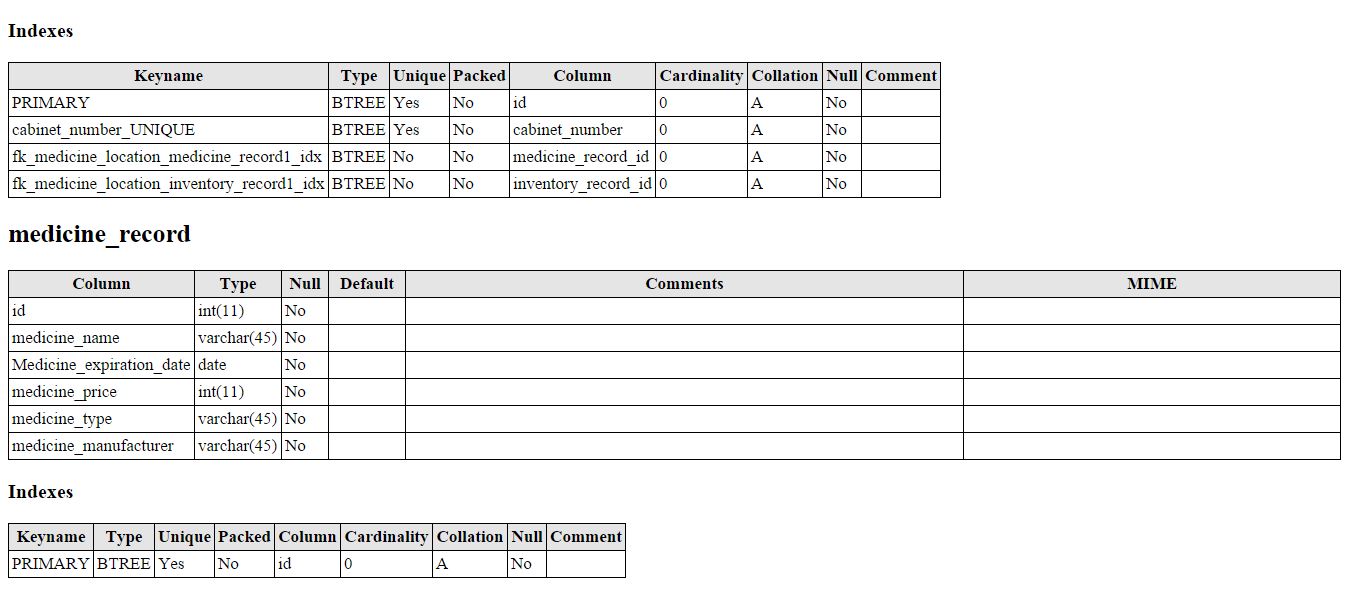 Indexes
Keyname Type Unique Packed Column Cardinality Collation Null Comment
PRIMARY BTREE Yes No id 0 A No
cabinet_number_UNIQUE BTREE Yes No cabinet_number 0 A No
fk_medicine_location_medicine_record1_idx BTREE No No medicine_record_id 0 A No
fk_medicine_location_inventory_record1_idx BTREE No No inventory_record_id 0 A No
medicine_record
Column Type Null Default Comments MIME
id int(11) No
medicine_name varchar(45) No
Medicine_expiration_date date No
medicine_price int(11) No
medicine_type varchar(45) No
medicine_manufacturer varchar(45) No
Indexes
Keyname Type Unique Packed Column Cardinality Collation Null Comment
PRIMARY BTREE Yes No id 0 A No